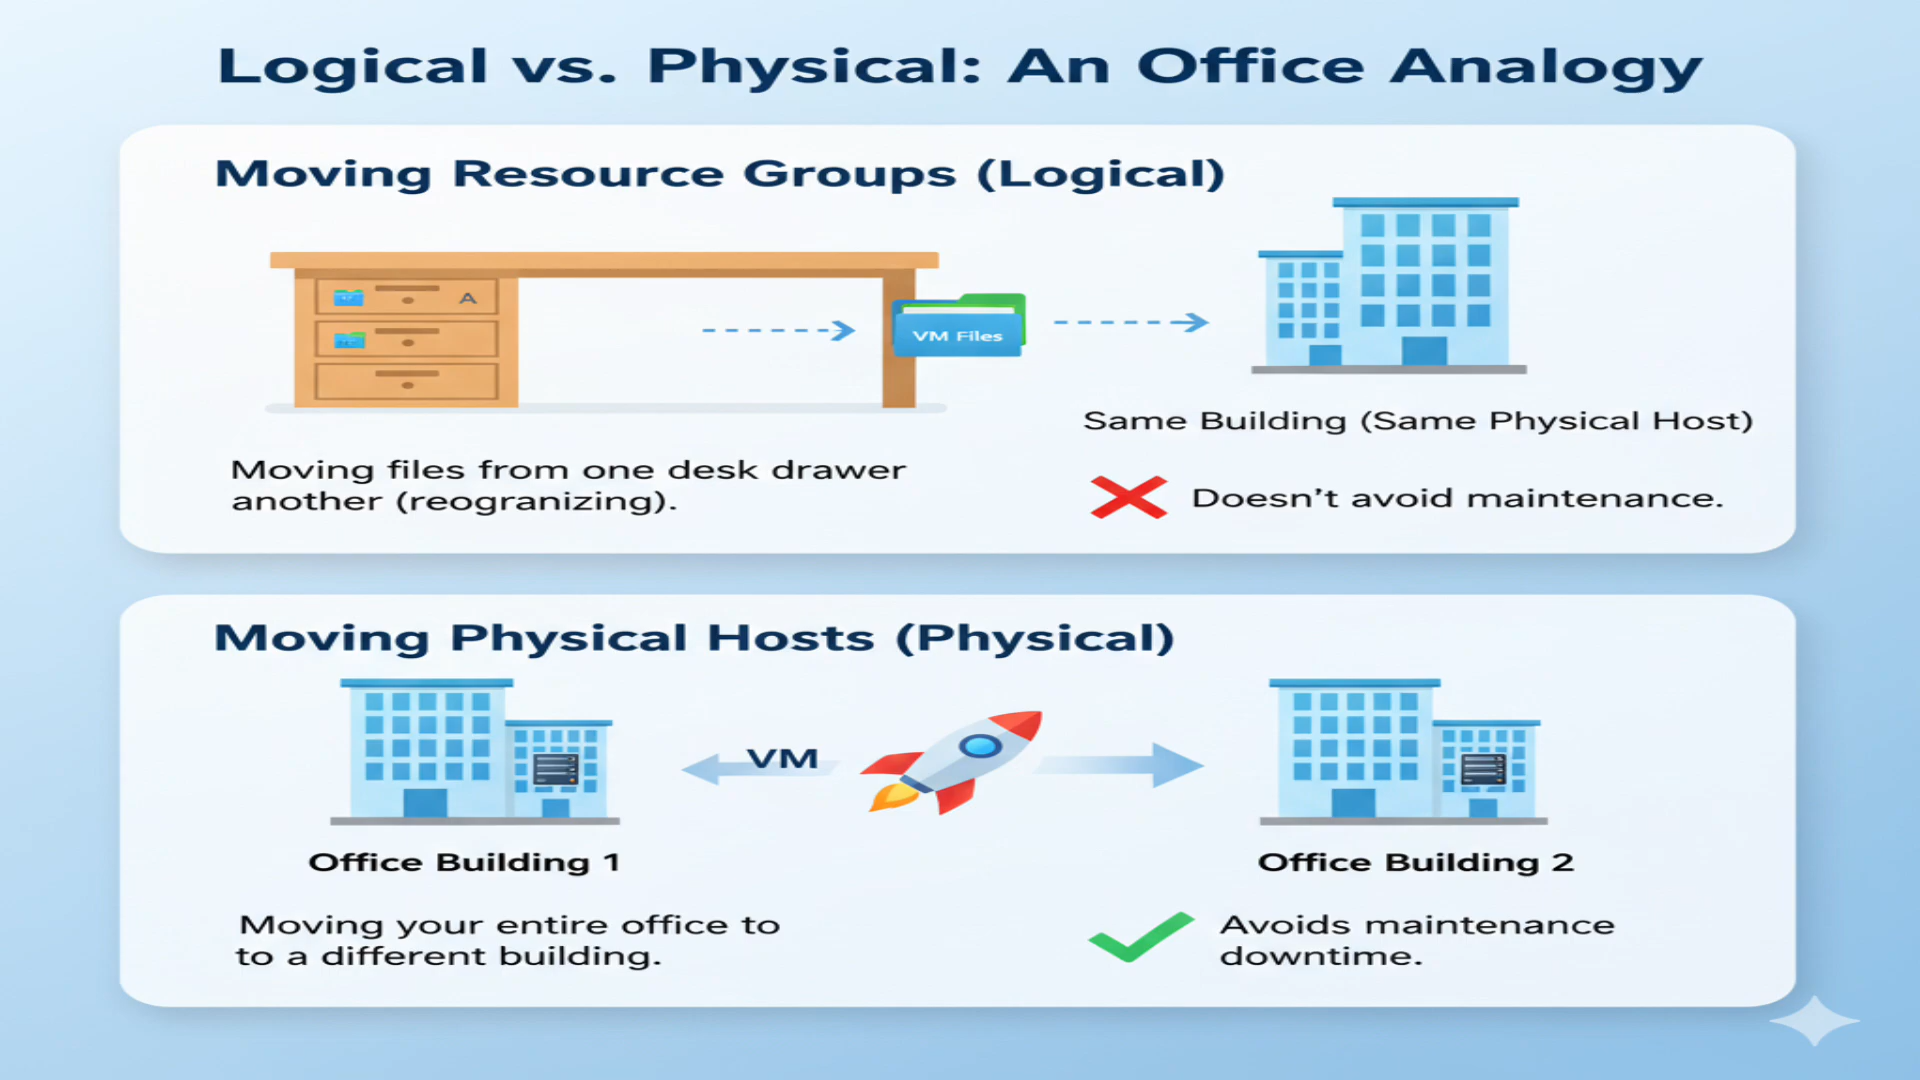 Logical vs. Physical: An Office Analogy
Moving Resource Groups (Logical)
A
VM Files
Same Building (Same Physical Host)
Moving files from one desk drawer
another (reogranizing).
Doesn't avoid maintenance.
Moving Physical Hosts (Physical)
VM
Office Building 1
Office Building 2
Moving your entire office to
to a different building.
Avoids maintenance
downtime.